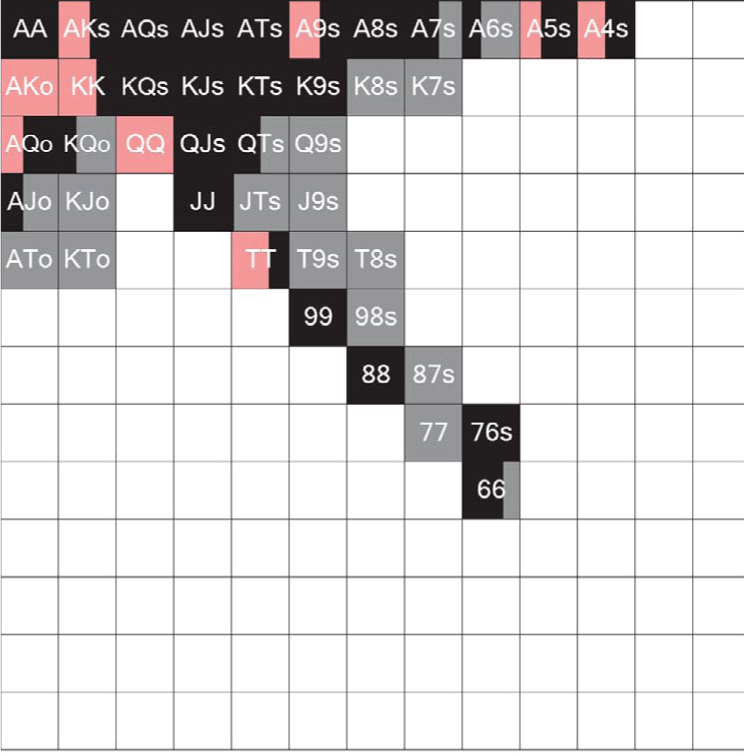 AA AKs AQs AJs ATs A9s A8s A7s A6s A5s A4s
AKo KK KQs KJs KTs K9s K8s K7s
AQo KQo QQ QJs QTs Q9s
AJo KJo JJ JTs J9s
ATo KTo TT T9s T8s
99 98s
88 87s
77 76s
66